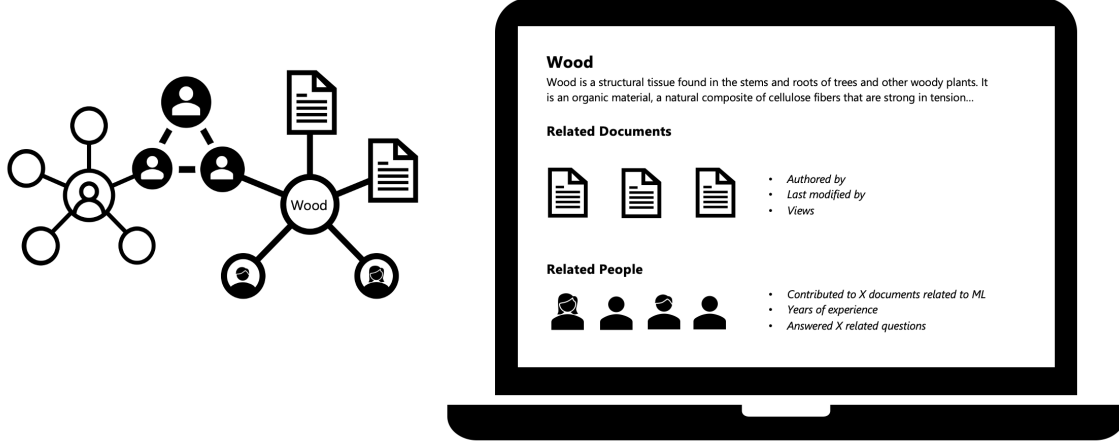 Wood
Wood
Wood is a structural tissue found in the stems and roots of trees and other woody plants. It
is an organic material, a natural composite of cellulose fibers that are strong in tension...
Related Documents
• Authored by
• Last modified by
• Views
Related People
• Contributed to X documents related to ML
• Years of experience
• Answered X related questions